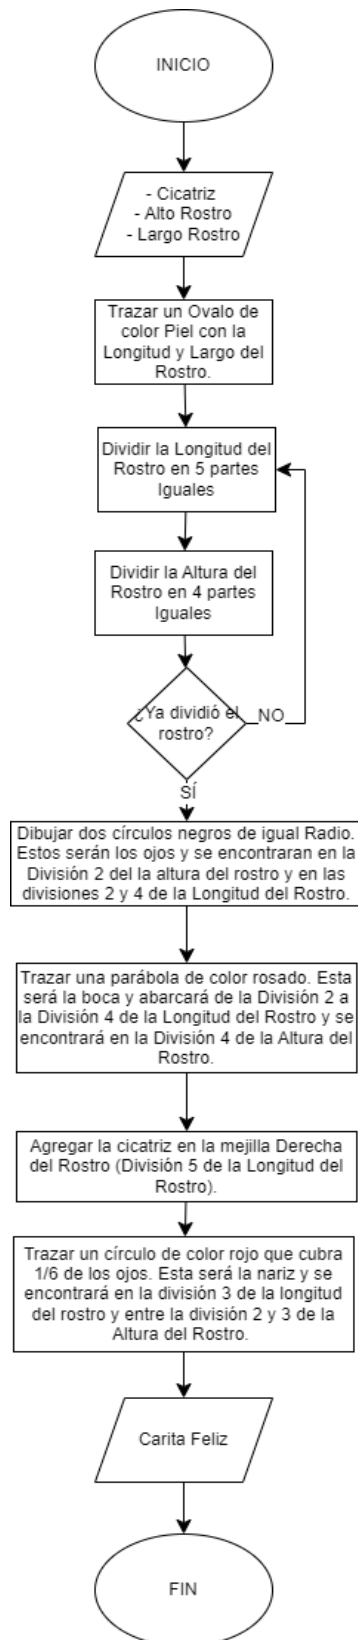 INICIO
- Cicatriz
- Alto Rostro
- Largo Rostro
Trazar un Ovalo de
color Piel con la
Longitud y Largo del
Rostro.
Dividir la Longitud del
Rostro en 5 partes
Iguales
Dividir la Altura del
Rostro en 4 partes
Iguales
¿Ya dividió el
rostro?
NO
SÍ
Dibujar dos círculos negros de igual Radio.
Estos serán los ojos y se encontraran en la
División 2 del la altura del rostro y en las
divisiones 2 y 4 de la Longitud del Rostro.
Trazar una parábola de color rosado. Esta
será la boca y abarcará de la División 2 a
la División 4 de la Longitud del Rostro y se
encontrará en la División 4 de la Altura del
Rostro.
Agregar la cicatriz en la mejilla Derecha
del Rostro (División 5 de la Longitud del
Rostro).
Trazar un círculo de color rojo que cubra
1/6 de los ojos. Esta será la nariz y se
encontrará en la división 3 de la longitud
del rostro y entre la división 2 y 3 de la
Altura del Rostro.
Carita Feliz
FIN